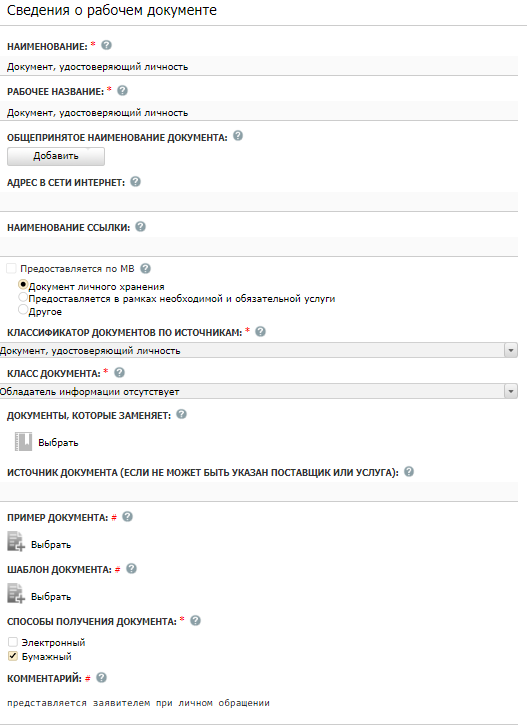 Сведения о рабочем документе
НАИМЕНОВАНИЕ: * ?
Документ, удостоверяющий личность
РАБОЧЕЕ НАЗВАНИЕ: * ?
Документ, удостоверяющий личность
ОБЩЕПРИНЯТОЕ НАИМЕНОВАНИЕ ДОКУМЕНТА: ?
Добавить
АДРЕС В СЕТИ ИНТЕРНЕТ: ?
НАИМЕНОВАНИЕ ССЫЛКИ: ?
Предоставляется по МВ ?
Документ личного хранения
Предоставляется в рамках необходимой и обязательной услуги
Другое
КЛАССИФИКАТОР ДОКУМЕНТОВ ПО ИСТОЧНИКАМ: * ?
Документ, удостоверяющий личность
КЛАСС ДОКУМЕНТА: * ?
Обладатель информации отсутствует
ДОКУМЕНТЫ, КОТОРЫЕ ЗАМЕНЯЕТ: ?
Выбрать
ИСТОЧНИК ДОКУМЕНТА (ЕСЛИ НЕ МОЖЕТ БЫТЬ УКАЗАН ПОСТАВЩИК ИЛИ УСЛУГА): ?
ПРИМЕР ДОКУМЕНТА: # ?
Выбрать
ШАБЛОН ДОКУМЕНТА: # ?
Выбрать
СПОСОБЫ ПОЛУЧЕНИЯ ДОКУМЕНТА: * ?
Электронный
Бумажный
КОММЕНТАРИЙ: # ?
представляется заявителем при личном обращении